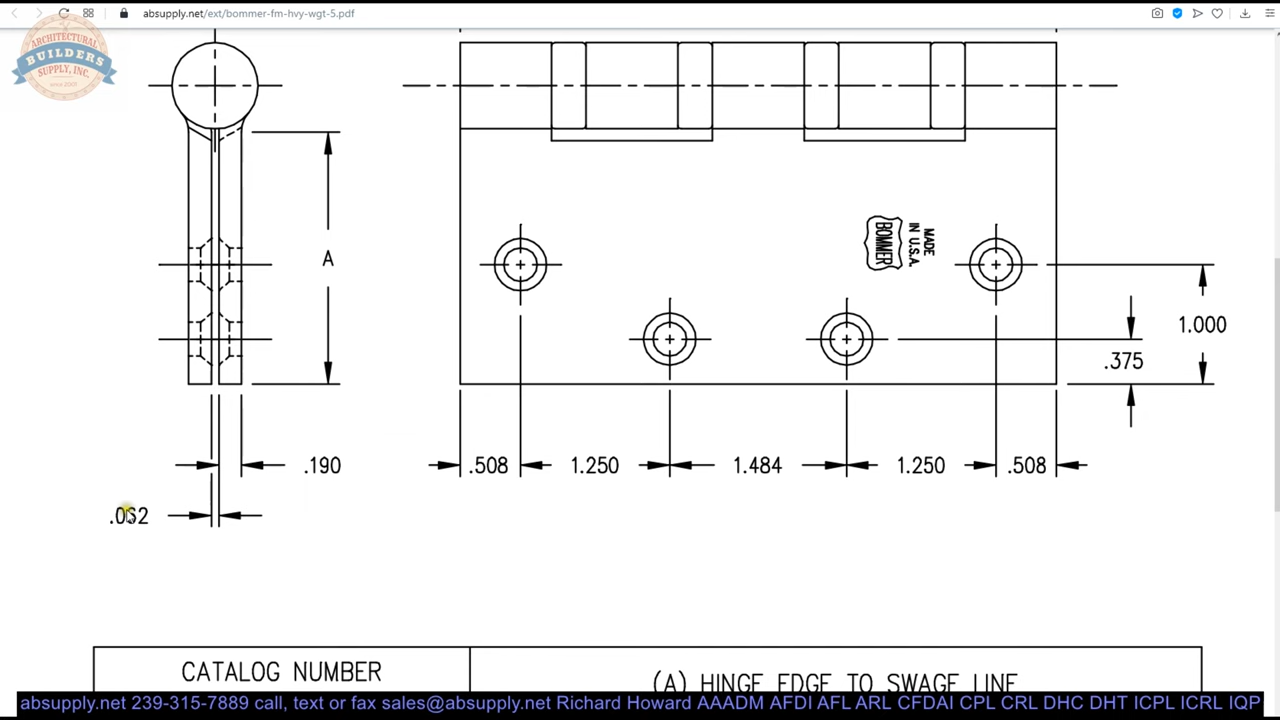 absupply.net/ext/bommer-fm-hvy-wgt-5.pdf
ARCHITECTURAL
BUILDERS
SUPPLY, INC.
since 2005
A
MADE
IN U.S.A.
BOMMER
1.000
.375
.190
.508
1.250
1.484
1.250
.508
.062
CATALOG NUMBER
(A) HINGE EDGE TO SWAGE LINE
absupply.net 239-315-7889 call, text or fax sales@absupply.net Richard Howard AAADM AFDI AFL ARL CFDAI CPL CRL DHC DHT ICPL ICRL IQP